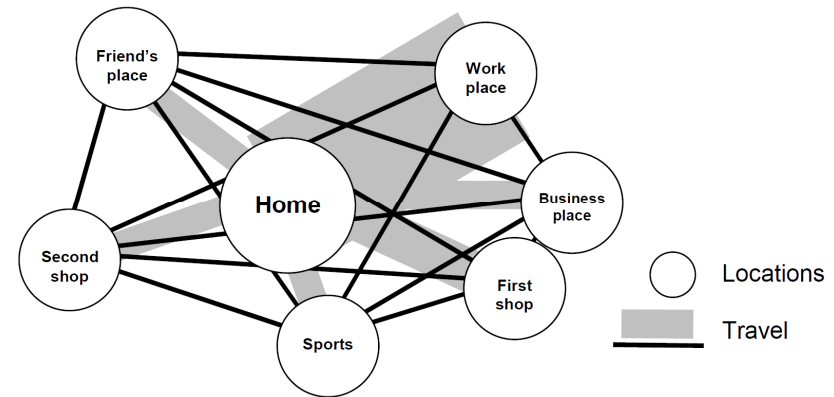 Friend's
place
Work
place
Home
Business
place
Second
shop
First
shop
Sports
Locations
Travel